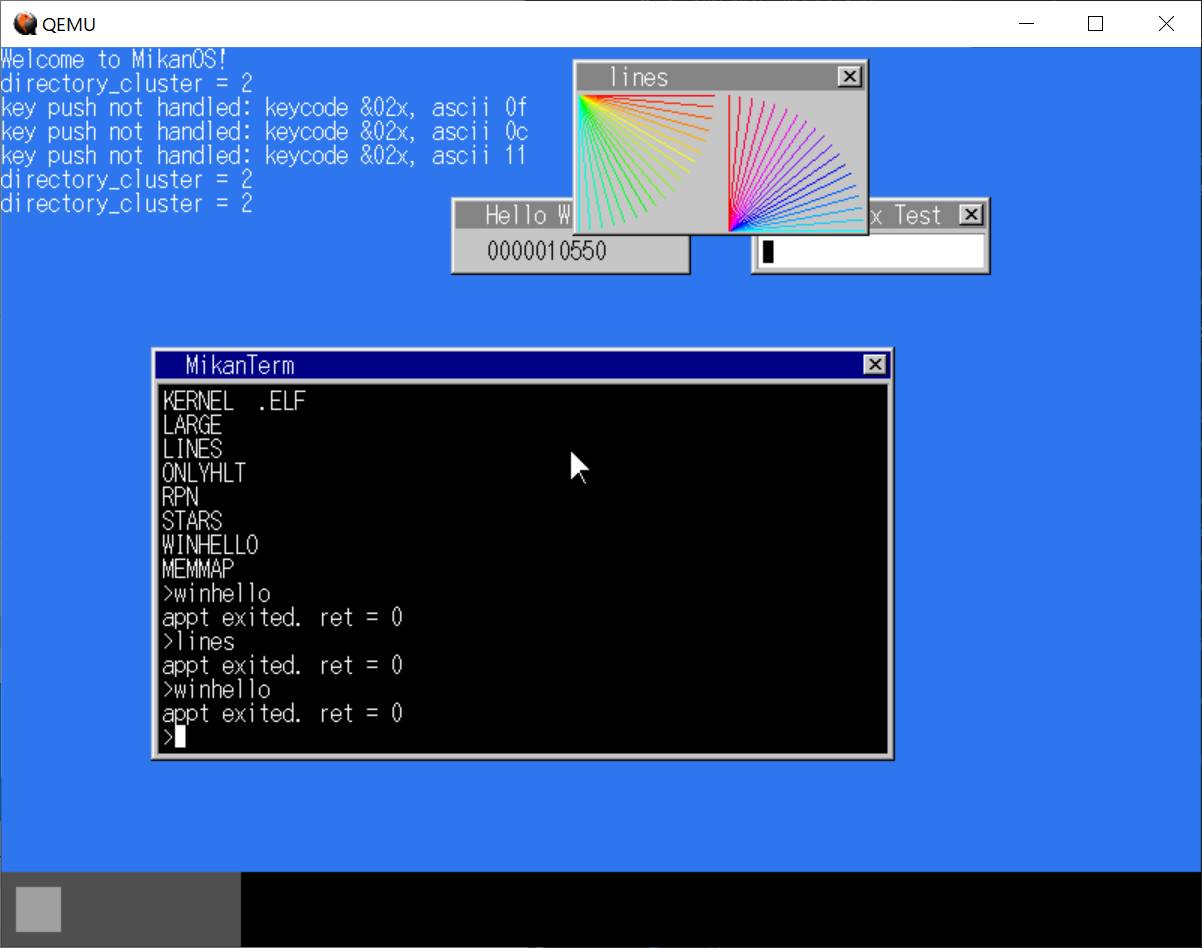 QEMU
Welcome to MikanOS!
directory_cluster = 2
key push not handled: keycode &02x, ascii 0f
key push not handled: keycode &02x, ascii 0c
key push not handled: keycode &02x, ascii 11
directory_cluster = 2
directory_cluster = 2
lines
Hello W
x Test
0000010550
MikanTerm
KERNEL  .ELF
LARGE
LINES
ONLYHLT
RPN
STARS
WINHELLO
MEMMAP
>winhello
appt exited. ret = 0
>lines
appt exited. ret = 0
>winhello
appt exited. ret = 0
>